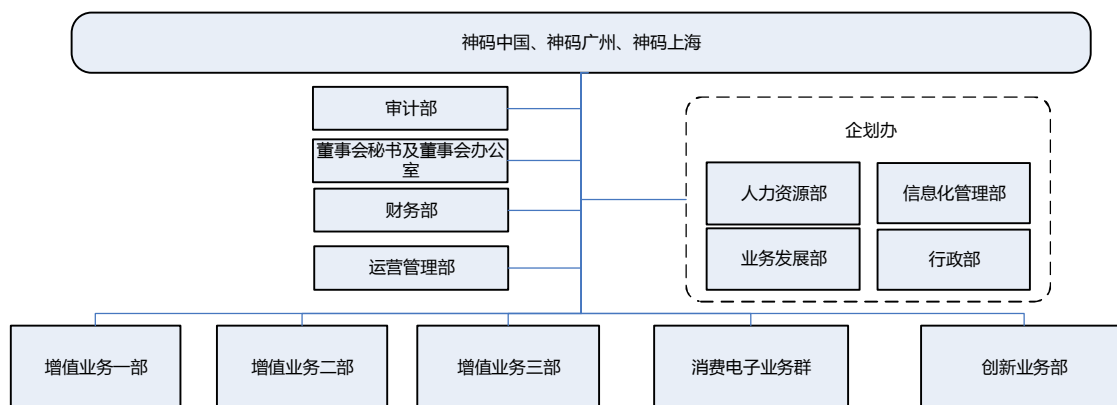 神码中国、神码广州、神码上海
审计部
董事会秘书及董事会办公
室
财务部
运营管理部
企划办
人力资源部
信息化管理部
业务发展部
行政部
增值业务一部
增值业务二部
增值业务三部
消费电子业务群
创新业务部